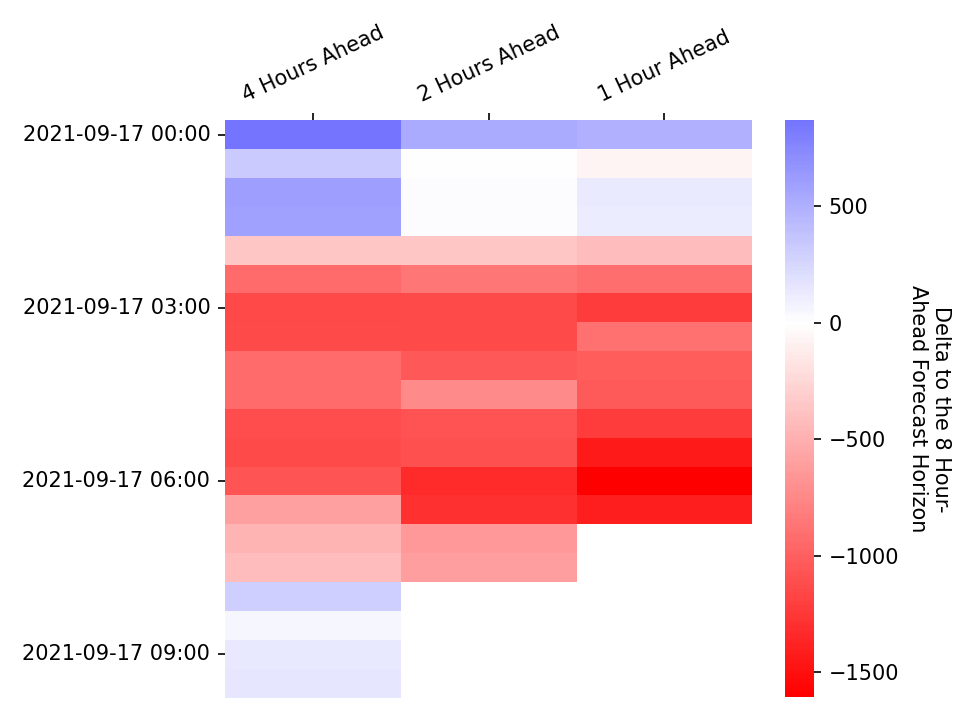 4 Hours Ahead
2 Hours Ahead
1 Hour Ahead
2021-09-17 00:00
2021-09-17 03:00
2021-09-17 06:00
2021-09-17 09:00
500
0
−500
−1000
−1500
Delta to the 8 Hour-
Ahead Forecast Horizon